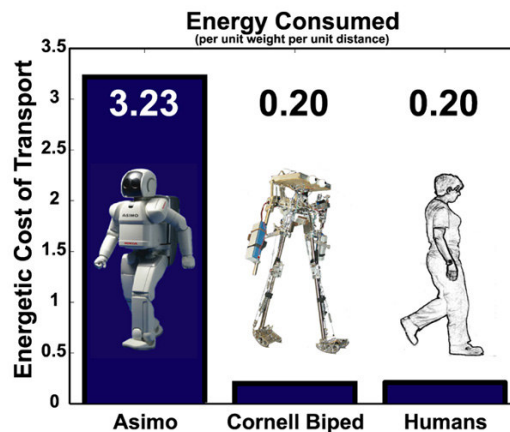 Energy Consumed
(per unit weight per unit distance)
Energetic Cost of Transport
3.5
3
2.5
2
1.5
1
0.5
0
3.23
0.20
0.20
ASIMO
Asimo
Cornell Biped
Humans